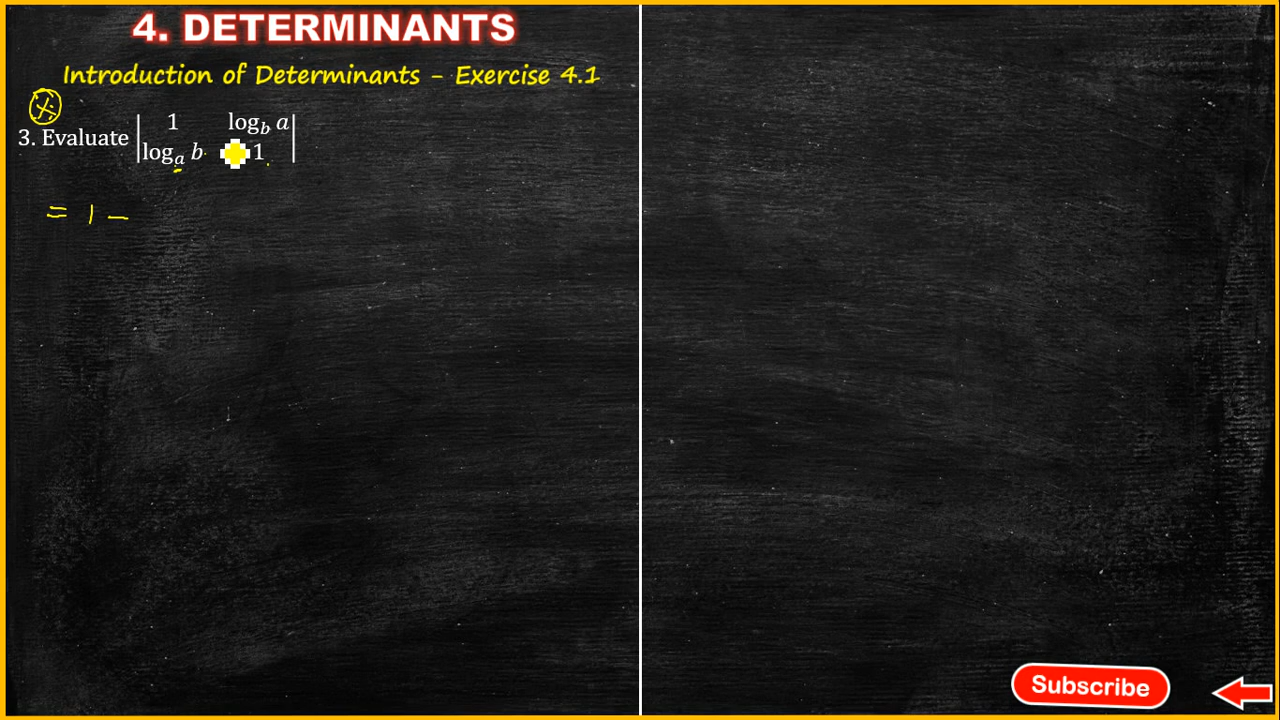 4. DETERMINANTS
Introduction of Determinants - Exercise 4.1
3. Evaluate | 1 log_b a |
| log_a b 1 |
= 1 –
Subscribe